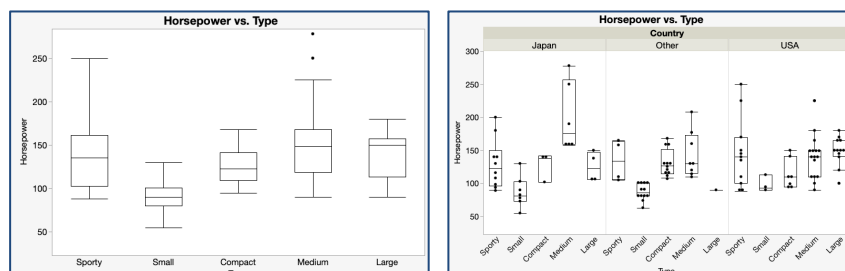 Horsepower vs. Type
Horsepower
250
200
150
100
50
Sporty Small Compact Medium Large
Horsepower vs. Type
Country
Japan Other USA
Horsepower
300
250
200
150
100
50
Sporty Small Compact Medium Large Sporty Small Compact Medium Large Sporty Small Compact Medium Large